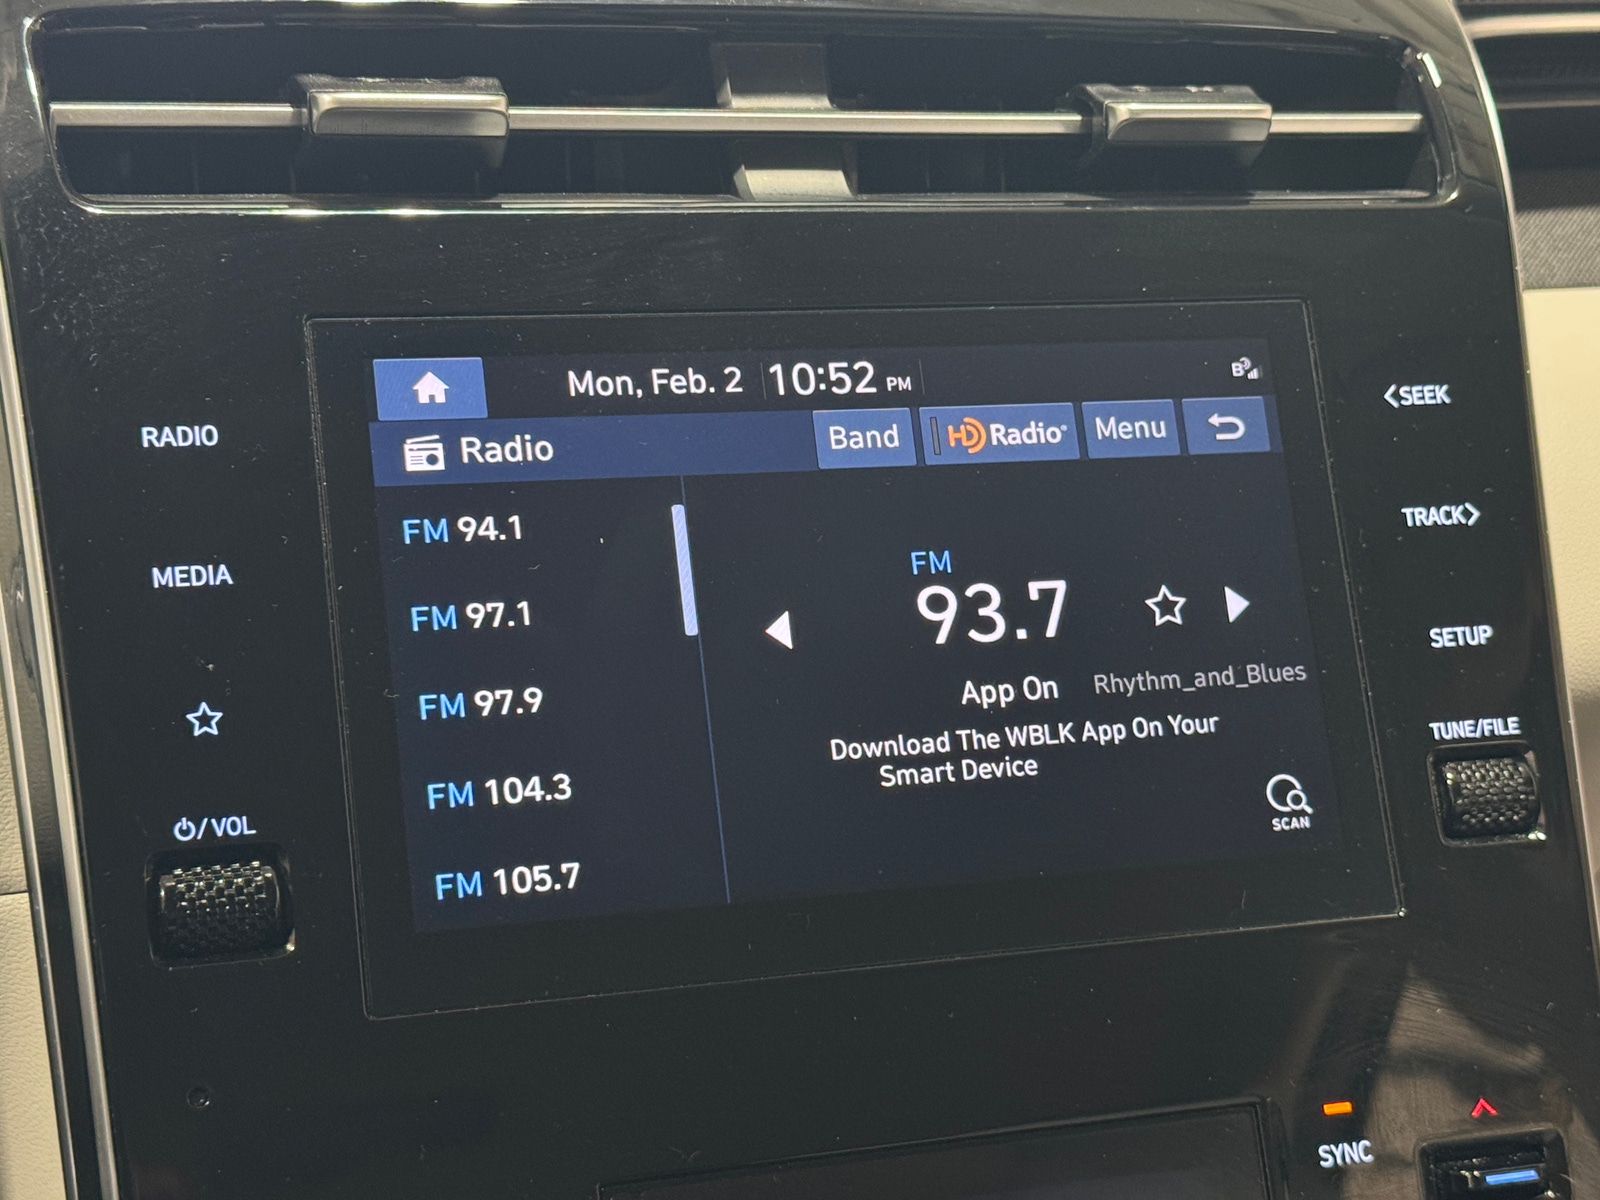 Mon, Feb. 2 10:52 PM
Radio Band HD Radio Menu
FM 94.1
FM 97.1
FM 97.9
FM 104.3
FM 105.7
FM
93.7
App On Rhythm_and_Blues
Download The WBLK App On Your
Smart Device
SCAN
RADIO
MEDIA
/VOL
<SEEK
TRACK>
SETUP
TUNE/FILE
SYNC